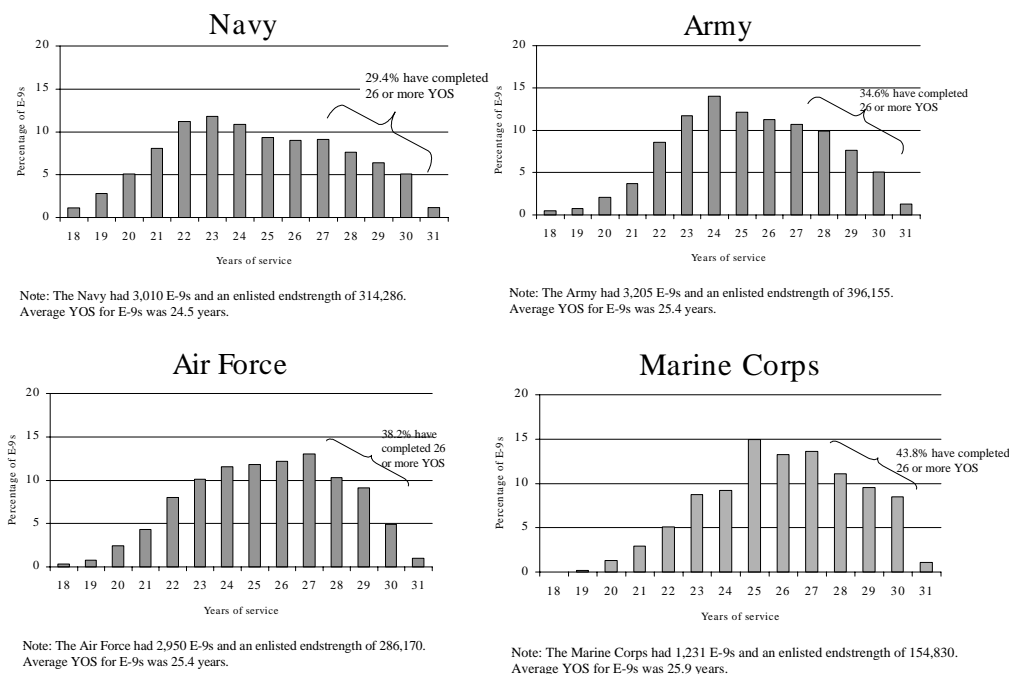 Navy
20
15
10
5
0
Percentage of E-9s
29.4% have completed
26 or more YOS
18 19 20 21 22 23 24 25 26 27 28 29 30 31
Years of service
Note: The Navy had 3,010 E-9s and an enlisted endstrength of 314,286.
Average YOS for E-9s was 24.5 years.
Army
20
15
10
5
0
Percentage of E-9s
34.6% have completed
26 or more YOS
18 19 20 21 22 23 24 25 26 27 28 29 30 31
Years of service
Note: The Army had 3,205 E-9s and an enlisted endstrength of 396,155.
Average YOS for E-9s was 25.4 years.
Air Force
20
15
10
5
0
Percentage of E-9s
38.2% have
completed 26
or more YOS
18 19 20 21 22 23 24 25 26 27 28 29 30 31
Years of service
Note: The Air Force had 2,950 E-9s and an enlisted endstrength of 286,170.
Average YOS for E-9s was 25.4 years.
Marine Corps
20
15
10
5
0
Percentage of E-9s
43.8% have completed
26 or more YOS
18 19 20 21 22 23 24 25 26 27 28 29 30 31
Years of service
Note: The Marine Corps had 1,231 E-9s and an enlisted endstrength of 154,830.
Average YOS for E-9s was 25.9 years.